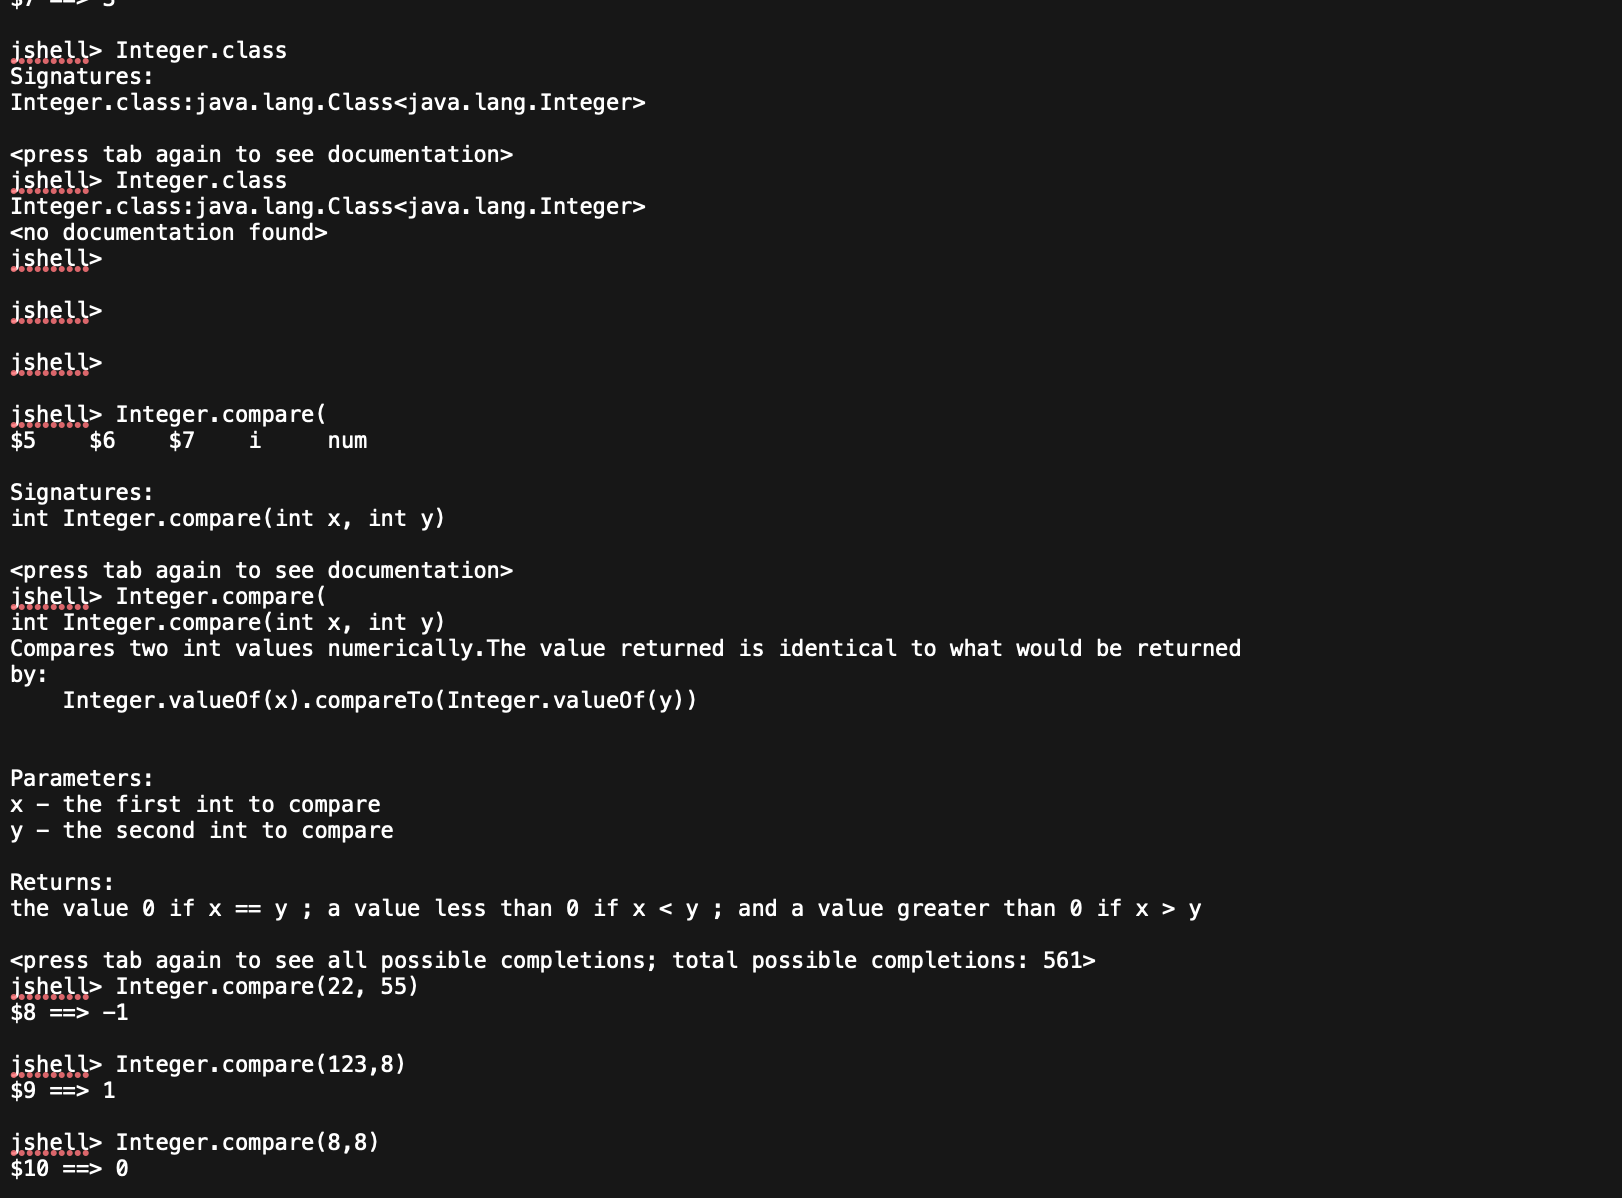 $7 ==> 3
jshell> Integer.class
Signatures:
Integer.class:java.lang.Class<java.lang.Integer>
<press tab again to see documentation>
jshell> Integer.class
Integer.class:java.lang.Class<java.lang.Integer>
<no documentation found>
jshell>
jshell>
jshell>
jshell> Integer.compare(
$5    $6    $7    i     num
Signatures:
int Integer.compare(int x, int y)
<press tab again to see documentation>
jshell> Integer.compare(
int Integer.compare(int x, int y)
Compares two int values numerically.The value returned is identical to what would be returned
by:
    Integer.valueOf(x).compareTo(Integer.valueOf(y))
Parameters:
x – the first int to compare
y – the second int to compare
Returns:
the value 0 if x == y ; a value less than 0 if x < y ; and a value greater than 0 if x > y
<press tab again to see all possible completions; total possible completions: 561>
jshell> Integer.compare(22, 55)
$8 ==> -1
jshell> Integer.compare(123,8)
$9 ==> 1
jshell> Integer.compare(8,8)
$10 ==> 0